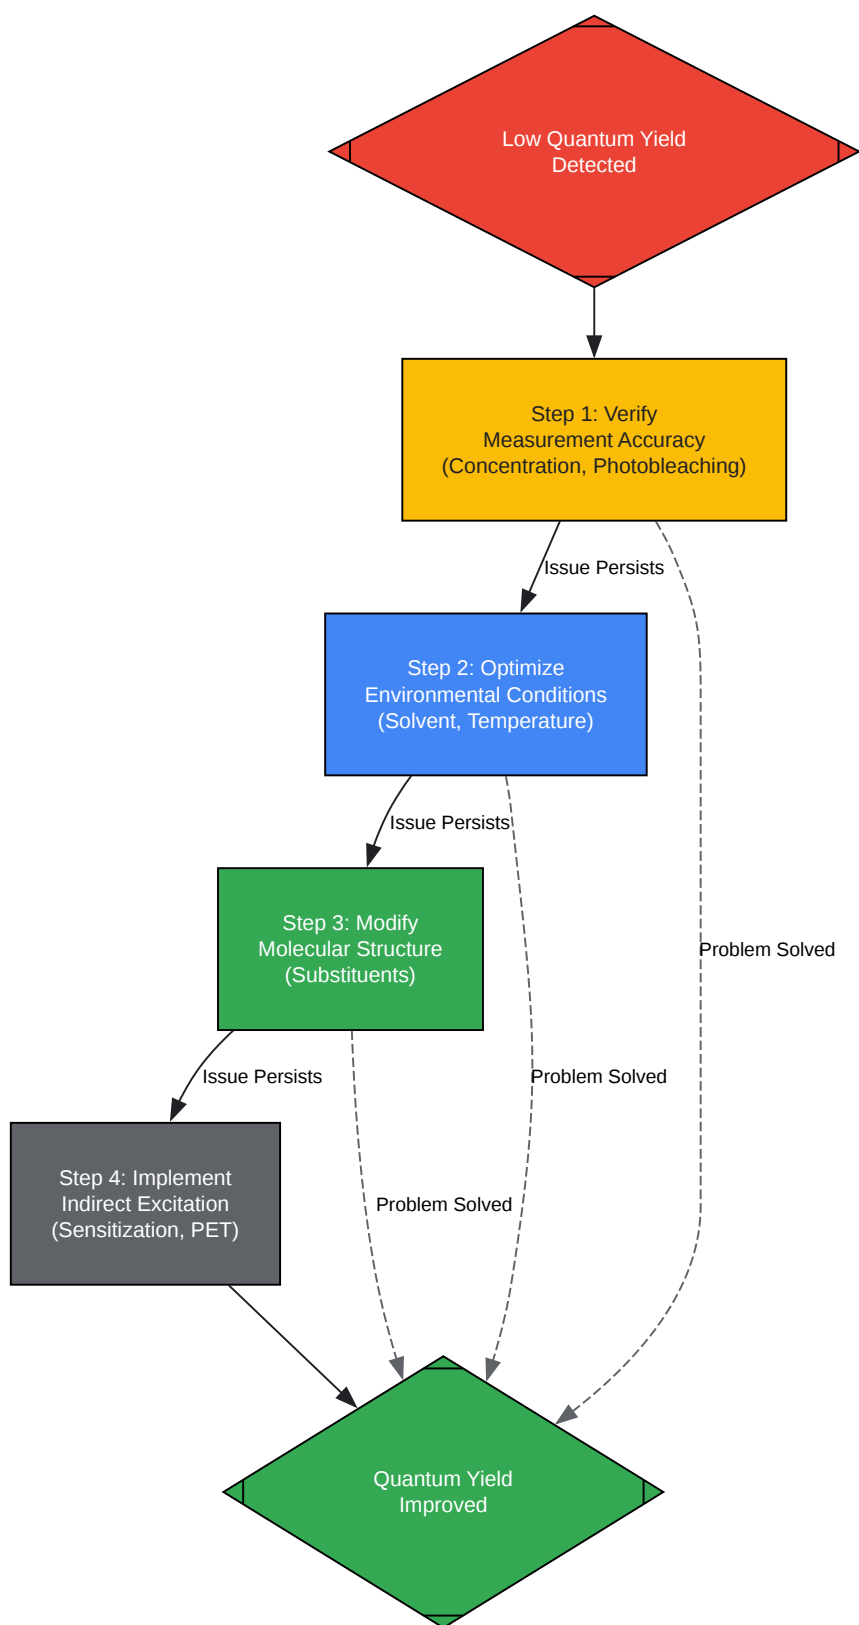 Low Quantum Yield
Detected
Step 1: Verify
Measurement Accuracy
(Concentration, Photobleaching)
Issue Persists
Step 2: Optimize
Environmental Conditions
(Solvent, Temperature)
Issue Persists
Step 3: Modify
Molecular Structure
(Substituents)
Problem Solved
Issue Persists
Problem Solved
Step 4: Implement
Indirect Excitation
(Sensitization, PET)
Problem Solved
Quantum Yield
Improved